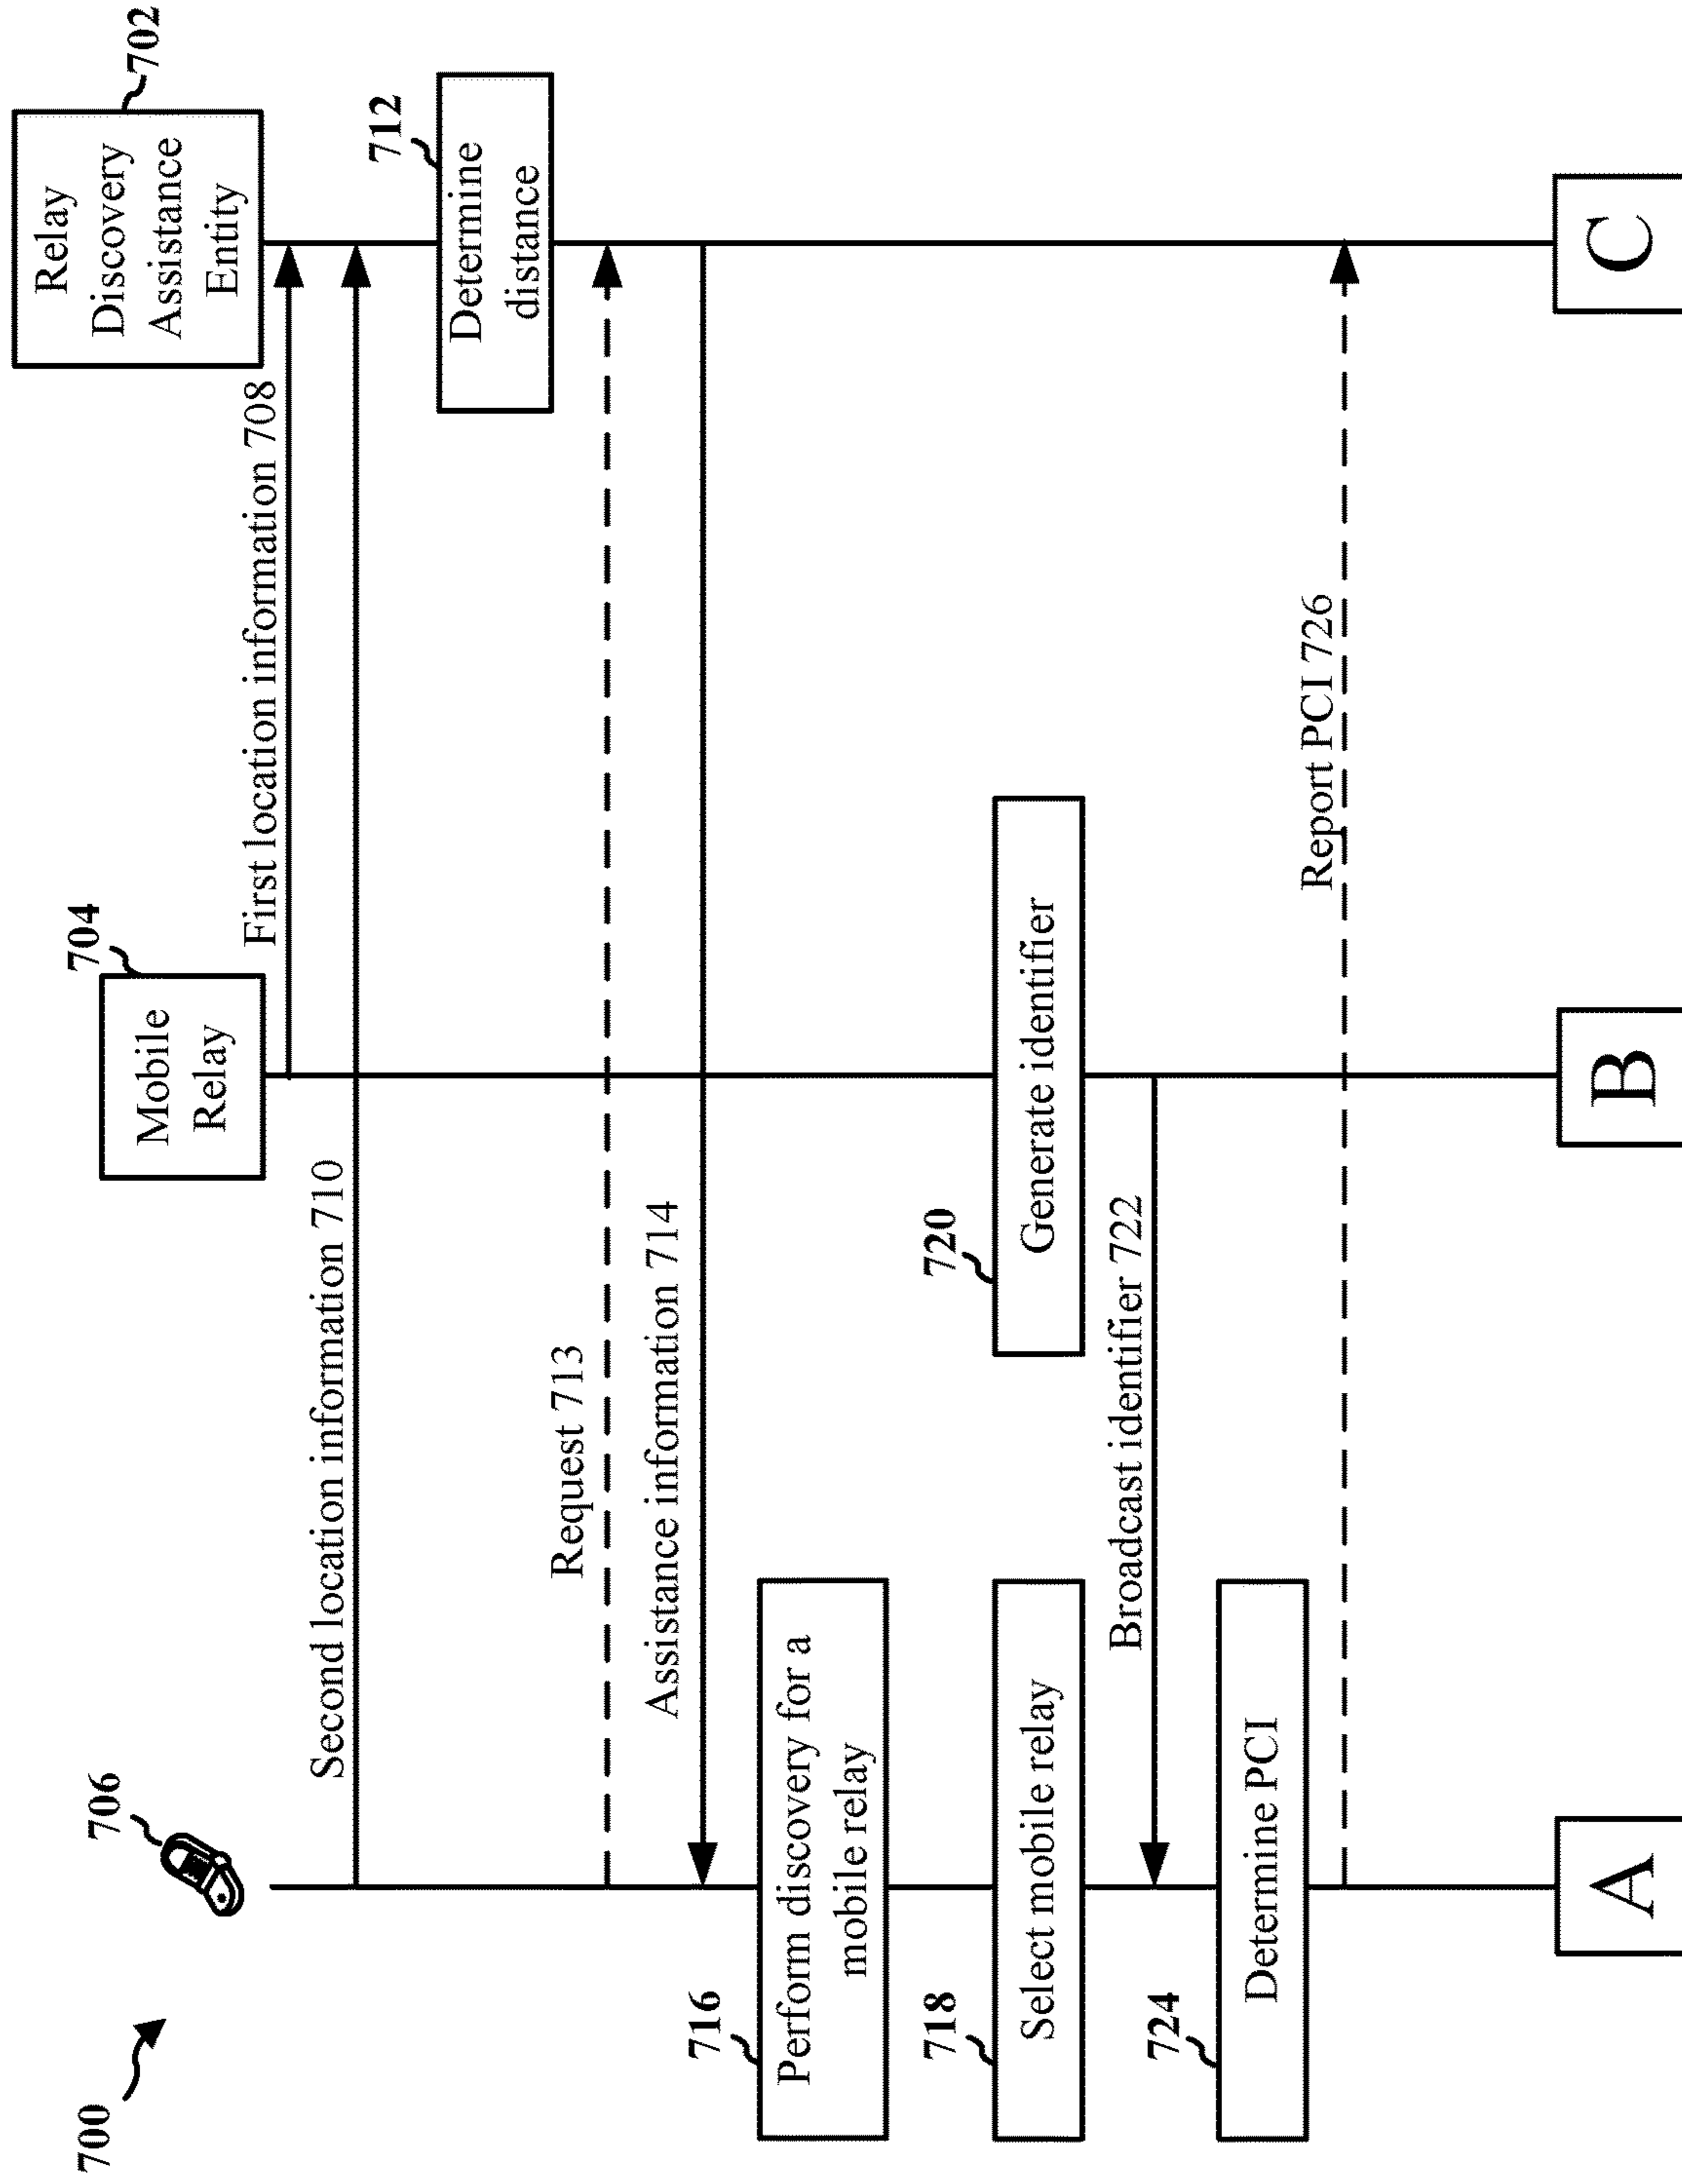 700
706
704
Mobile
Relay
702
Relay
Discovery
Assistance
Entity
First location information 708
Second location information 710
712
Determine
distance
Request 713
Assistance information 714
716
Perform discovery for a
mobile relay
718
Select mobile relay
720
Generate identifier
Broadcast identifier 722
724
Determine PCI
Report PCI 726
A
B
C